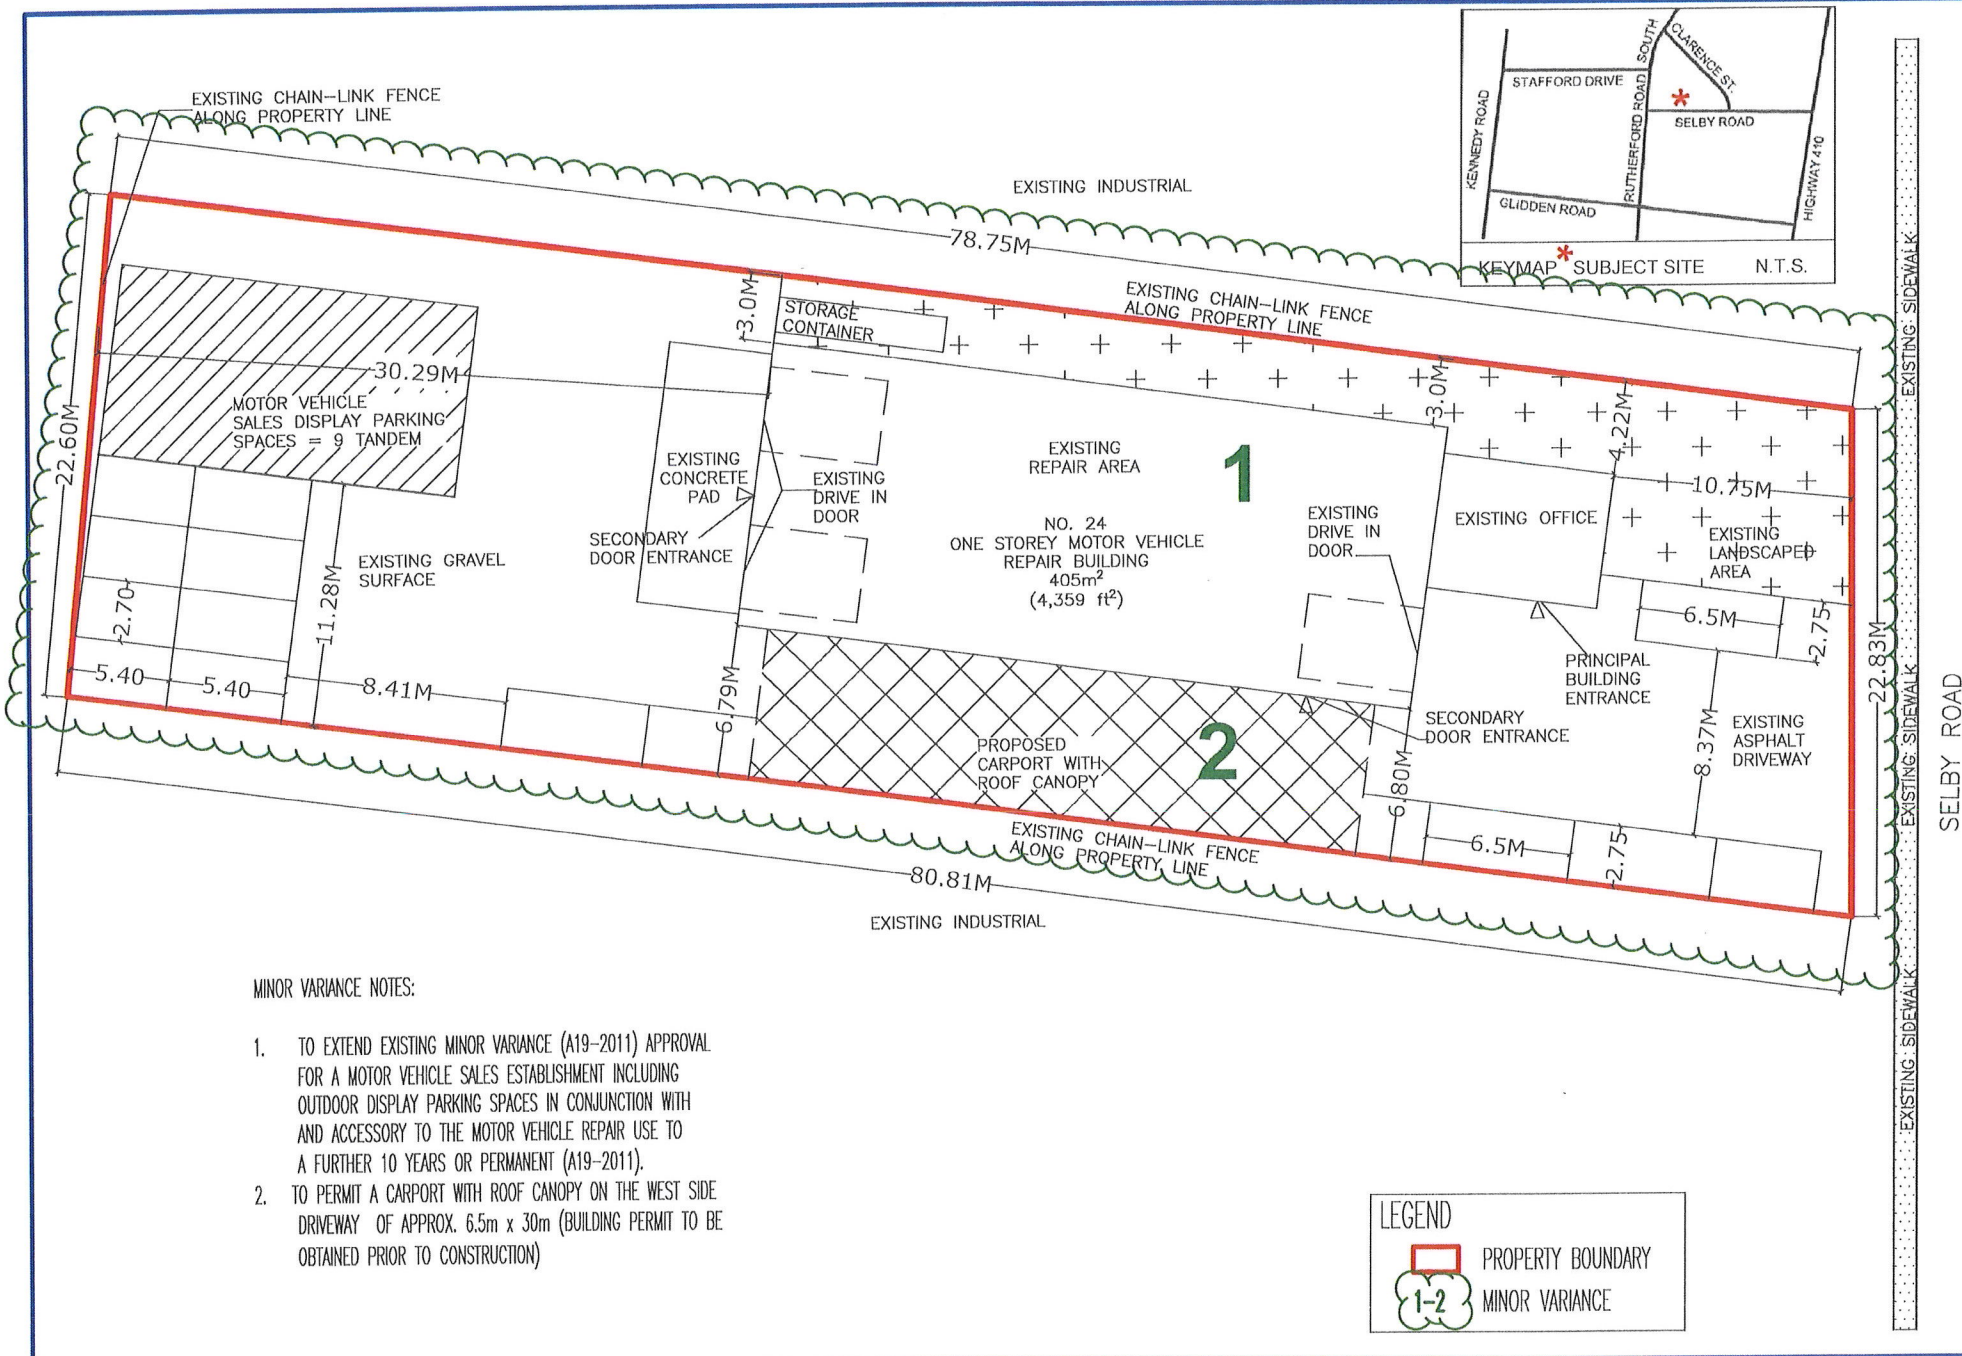 EXISTING CHAIN-LINK FENCE
ALONG PROPERTY LINE
EXISTING INDUSTRIAL
78.75M
STAFFORD DRIVE
KENNEDY ROAD
RUTHERFORD ROAD SOUTH
CLARENCE ST.
SELBY ROAD
GLIDDEN ROAD
HIGHWAY 410
KEYMAP * SUBJECT SITE N.T.S.
EXISTING CHAIN-LINK FENCE
ALONG PROPERTY LINE
3.0M
STORAGE
CONTAINER
30.29M
MOTOR VEHICLE
SALES DISPLAY PARKING
SPACES = 9 TANDEM
22.60M
EXISTING
CONCRETE
PAD
EXISTING
DRIVE IN
DOOR
SECONDARY
DOOR ENTRANCE
EXISTING
REPAIR AREA
1
NO. 24
ONE STOREY MOTOR VEHICLE
REPAIR BUILDING
405m²
(4,359 ft²)
3.0M
4.22M
10.75M
EXISTING
DRIVE IN
DOOR
EXISTING OFFICE
EXISTING
LANDSCAPED
AREA
EXISTING GRAVEL
SURFACE
11.28M
2.70
5.40
5.40
8.41M
6.79M
6.5M
2.75
22.83M
PRINCIPAL
BUILDING
ENTRANCE
SECONDARY
DOOR ENTRANCE
8.37M
EXISTING
ASPHALT
DRIVEWAY
PROPOSED
CARPORT WITH
ROOF CANOPY
2
6.80M
6.5M
2.75
EXISTING CHAIN-LINK FENCE
ALONG PROPERTY LINE
80.81M
EXISTING INDUSTRIAL
EXISTING SIDEWALK
EXISTING SIDEWALK
EXISTING SIDEWALK
SELBY ROAD
MINOR VARIANCE NOTES:
1. TO EXTEND EXISTING MINOR VARIANCE (A19-2011) APPROVAL
FOR A MOTOR VEHICLE SALES ESTABLISHMENT INCLUDING
OUTDOOR DISPLAY PARKING SPACES IN CONJUNCTION WITH
AND ACCESSORY TO THE MOTOR VEHICLE REPAIR USE TO
A FURTHER 10 YEARS OR PERMANENT (A19-2011).
2. TO PERMIT A CARPORT WITH ROOF CANOPY ON THE WEST SIDE
DRIVEWAY OF APPROX. 6.5m x 30m (BUILDING PERMIT TO BE
OBTAINED PRIOR TO CONSTRUCTION)
LEGEND
PROPERTY BOUNDARY
1-2 MINOR VARIANCE